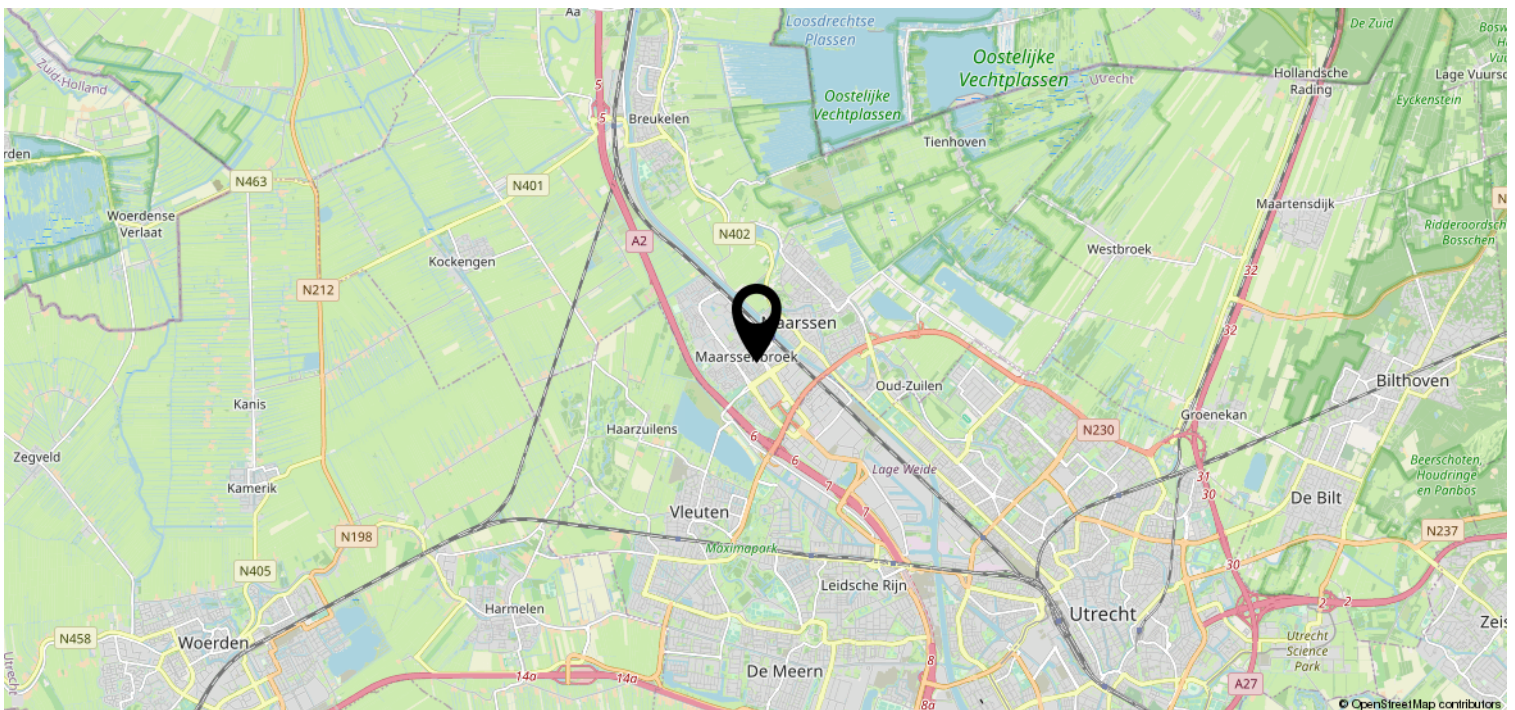 Aa
Loosdrechtse
Plassen
De Zuid
Zuid-Holland
5
Oostelijke
Vechtplassen
Utrecht
Hollandsche
Rading
Lage Vuursc
Eyckenstein
Oostelijke
Vechtplassen
5
Breukelen
Tienhoven
rden
N463
N401
Woerdense
Verlaat
Maartensdijk
N
Ridderoordsch
Bosschen
A2
N402
Westbroek
Kockengen
32
N212
Maarssen
32
Maarssenbroek
Oud-Zuilen
Bilthoven
Kanis
Groenekan
Haarzuilens
N230
6
Zegveld
6
Lage Weide
Beerschoten,
Houdringe
en Panbos
31
Kamerik
7
30
De Bilt
Vleuten
7
N198
N237
Maximapark
N405
30
Leidsche Rijn
Harmelen
2
2
Utrecht
N458
Woerden
Zeis
Utrecht
Science
Park
Utrecht
De Meern
8
14a
14a
A27
8a
© OpenStreetMap contributors